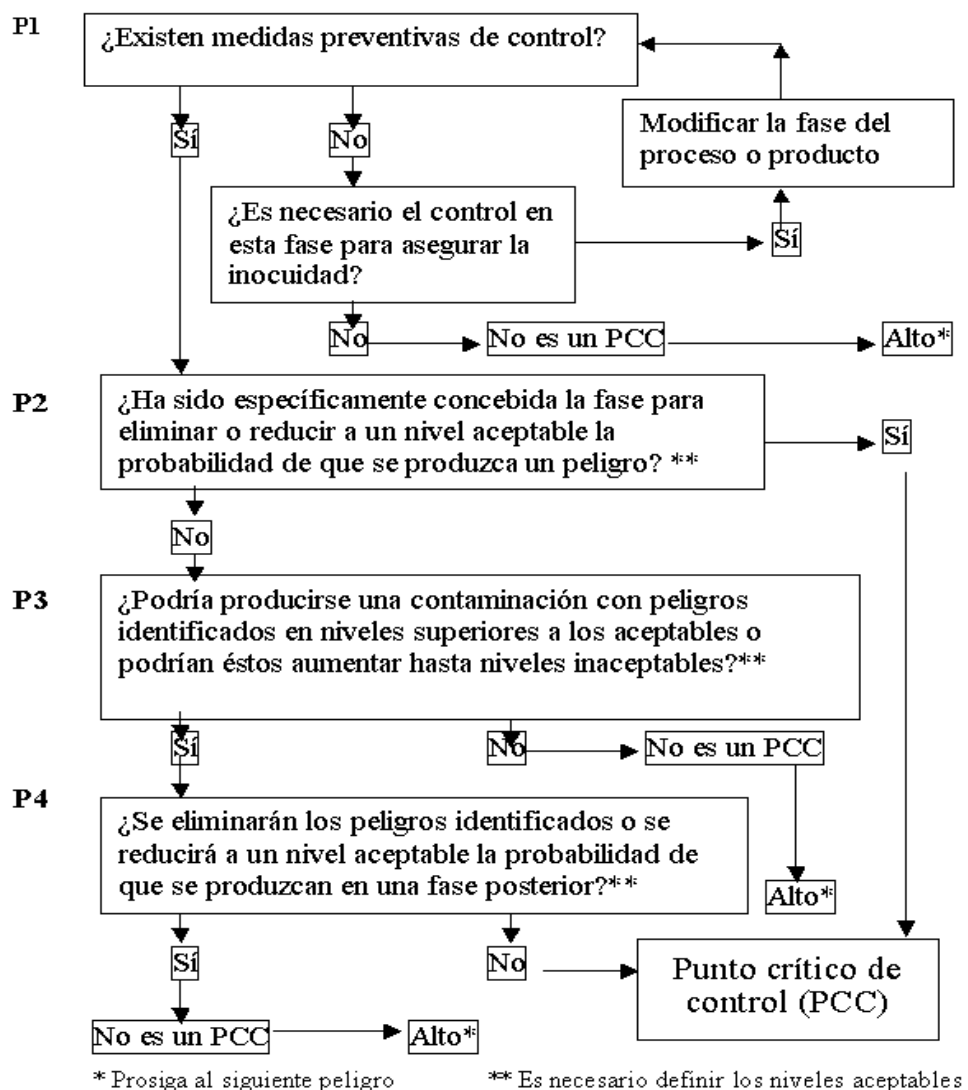 P1
¿Existen medidas preventivas de control?
Sí
No
Modificar la fase del
proceso o producto
¿Es necesario el control en
esta fase para asegurar la
inocuidad?
Sí
No
No es un PCC
Alto*
P2
¿Ha sido específicamente concebida la fase para
eliminar o reducir a un nivel aceptable la
probabilidad de que se produzca un peligro? **
Sí
No
P3
¿Podría producirse una contaminación con peligros
identificados en niveles superiores a los aceptables o
podrían éstos aumentar hasta niveles inaceptables?**
Sí
No
No es un PCC
P4
¿Se eliminarán los peligros identificados o se
reducirá a un nivel aceptable la probabilidad de
que se produzcan en una fase posterior?**
Alto*
Sí
No
Punto crítico de
control (PCC)
No es un PCC
Alto*
* Prosiga al siguiente peligro
** Es necesario definir los niveles aceptables